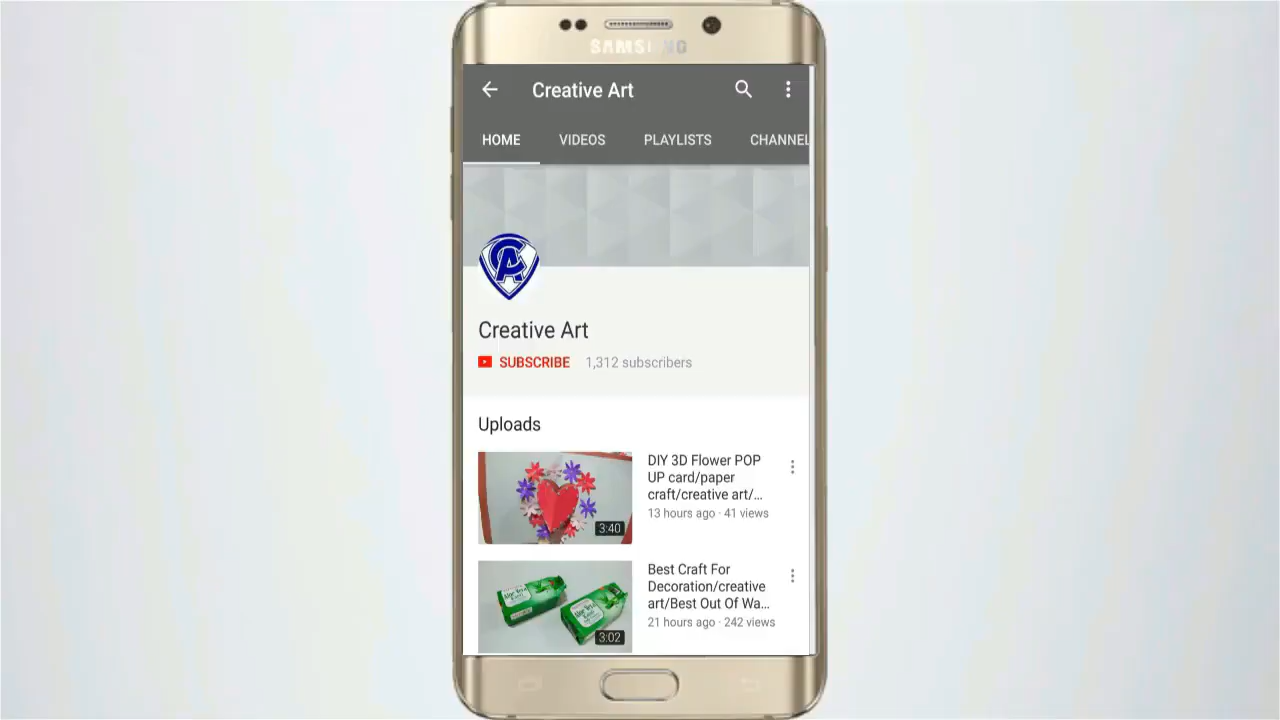 SAMSUNG
Creative Art
HOME VIDEOS PLAYLISTS CHANNEL
CA
Creative Art
SUBSCRIBE 1,312 subscribers
Uploads
DIY 3D Flower POP
UP card/paper
craft/creative art/...
13 hours ago · 41 views
3:40
Best Craft For
Decoration/creative
art/Best Out Of Wa...
21 hours ago · 242 views
3:02